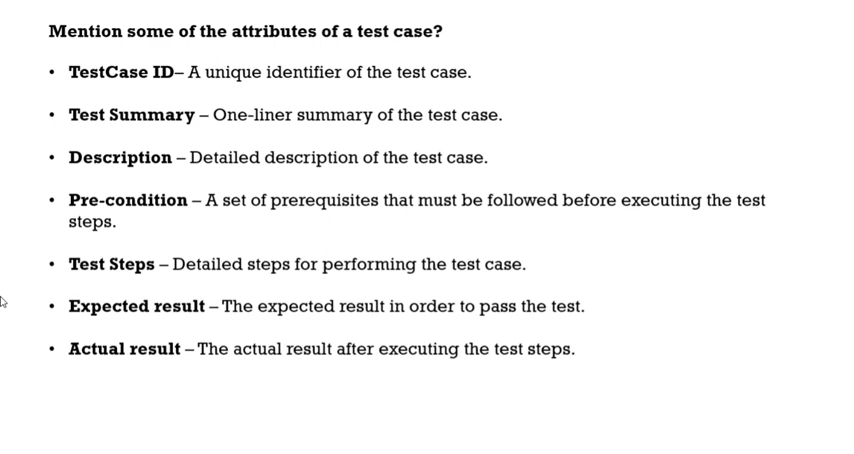 Mention some of the attributes of a test case?
• TestCase ID– A unique identifier of the test case.
• Test Summary – One-liner summary of the test case.
• Description – Detailed description of the test case.
• Pre-condition – A set of prerequisites that must be followed before executing the test
steps.
• Test Steps – Detailed steps for performing the test case.
• Expected result – The expected result in order to pass the test.
• Actual result – The actual result after executing the test steps.